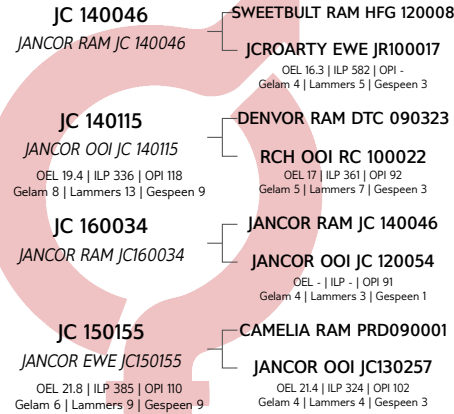 JC 140046
JANCOR RAM JC 140046
SWEETBULT RAM HFG 120008
JCROARTY EWE JR100017
OEL 16.3 | ILP 582 | OPI -
Gelam 4 | Lammers 5 | Gespeen 3
JC 140115
JANCOR OOI JC 140115
OEL 19.4 | ILP 336 | OPI 118
Gelam 8 | Lammers 13 | Gespeen 9
DENVOR RAM DTC 090323
RCH OOI RC 100022
OEL 17 | ILP 361 | OPI 92
Gelam 5 | Lammers 7 | Gespeen 3
JC 160034
JANCOR RAM JC160034
JANCOR RAM JC 140046
JANCOR OOI JC 120054
OEL - | ILP - | OPI 91
Gelam 4 | Lammers 3 | Gespeen 1
JC 150155
JANCOR EWE JC150155
OEL 21.8 | ILP 385 | OPI 110
Gelam 6 | Lammers 9 | Gespeen 9
CAMELIA RAM PRD090001
JANCOR OOI JC130257
OEL 21.4 | ILP 324 | OPI 102
Gelam 4 | Lammers 4 | Gespeen 3